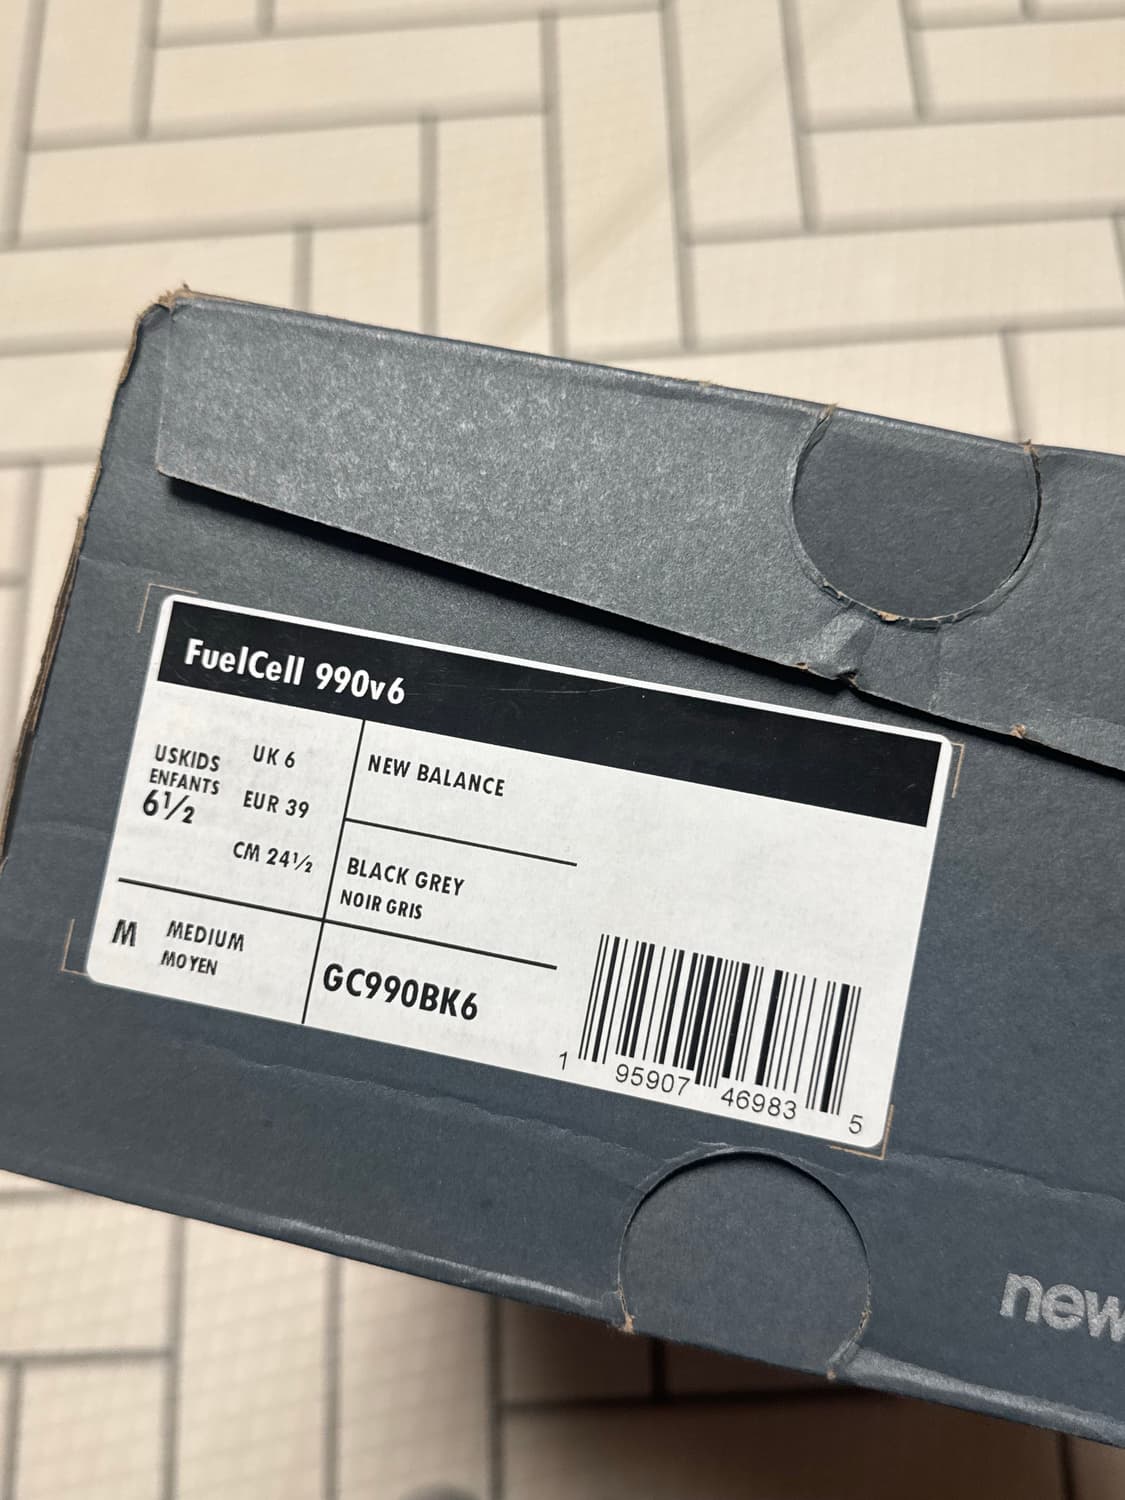 FuelCell 990v6
USKIDS
ENFANTS
6½
UK 6
EUR 39
CM 24½
NEW BALANCE
BLACK GREY
NOIR GRIS
M
MEDIUM
MOYEN
GC990BK6
1 95907 46983 5
new